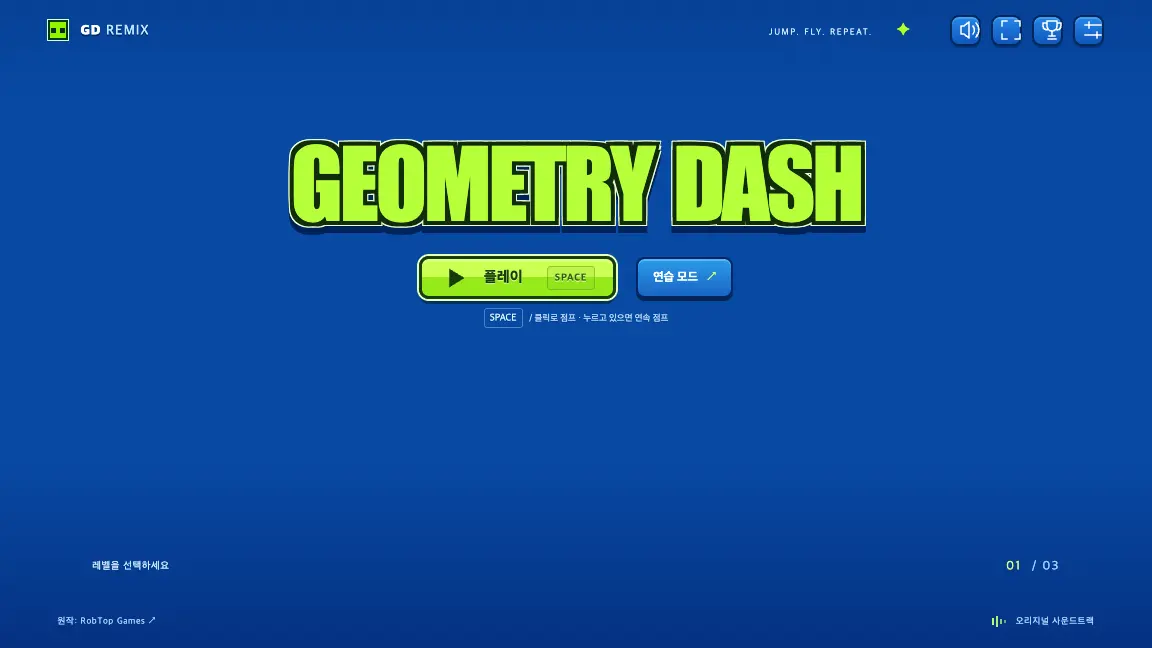 GD REMIX
JUMP. FLY. REPEAT.
GEOMETRY DASH
플레이 SPACE
연습 모드 ↗
SPACE / 클릭로 점프 · 누르고 있으면 연속 점프
레벨을 선택하세요
01 / 03
원작: RobTop Games ↗
오리지널 사운드트랙